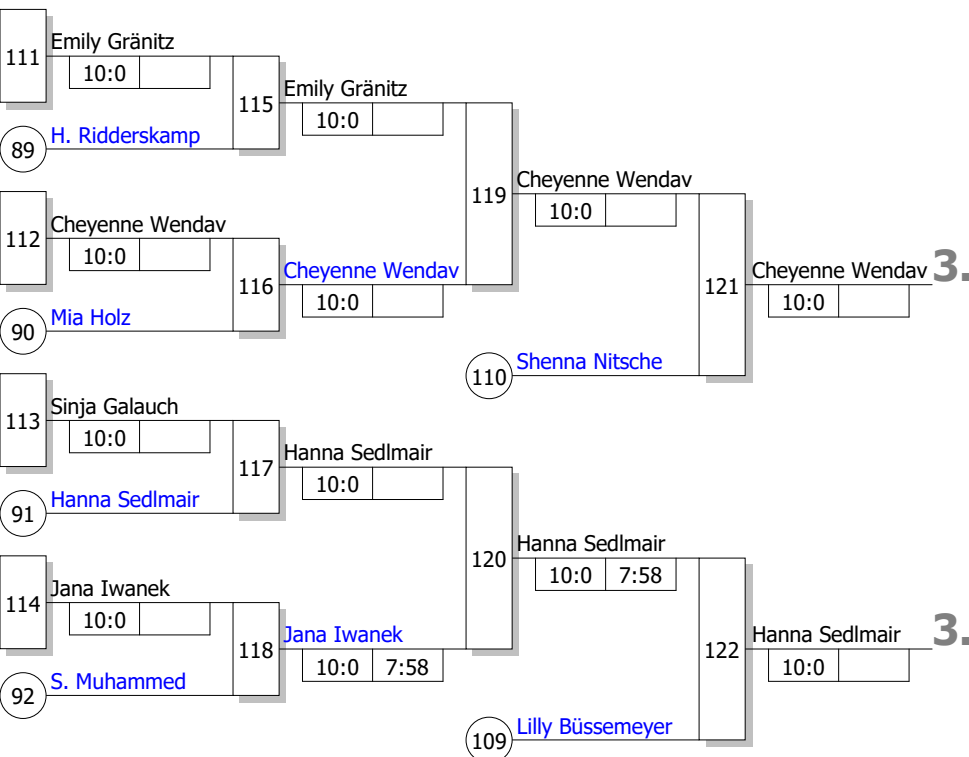 111
Emily Gränitz
10:0
89
H. Ridderskamp
115
Emily Gränitz
10:0
112
Cheyenne Wendav
10:0
90
Mia Holz
116
Cheyenne Wendav
10:0
119
Cheyenne Wendav
10:0
110
Shenna Nitsche
121
Cheyenne Wendav 3.
10:0
113
Sinja Galauch
10:0
91
Hanna Sedlmair
117
Hanna Sedlmair
10:0
114
Jana Iwanek
10:0
92
S. Muhammed
118
Jana Iwanek
10:0 7:58
120
Hanna Sedlmair
10:0 7:58
109
Lilly Büssemeyer
122
Hanna Sedlmair 3.
10:0